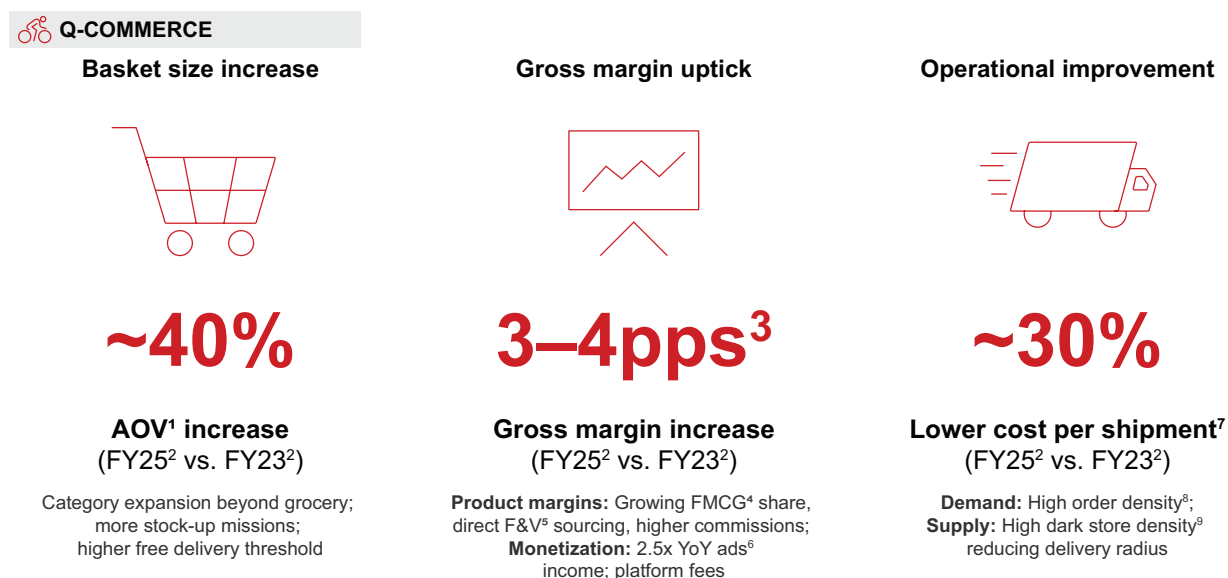 Q-COMMERCE
Basket size increase
~40%
AOV¹ increase
(FY25² vs. FY23²)
Category expansion beyond grocery;
more stock-up missions;
higher free delivery threshold
Gross margin uptick
3–4pps³
Gross margin increase
(FY25² vs. FY23²)
Product margins: Growing FMCG⁴ share,
direct F&V⁵ sourcing, higher commissions;
Monetization: 2.5x YoY ads⁶
income; platform fees
Operational improvement
~30%
Lower cost per shipment⁷
(FY25² vs. FY23²)
Demand: High order density⁸;
Supply: High dark store density⁹
reducing delivery radius